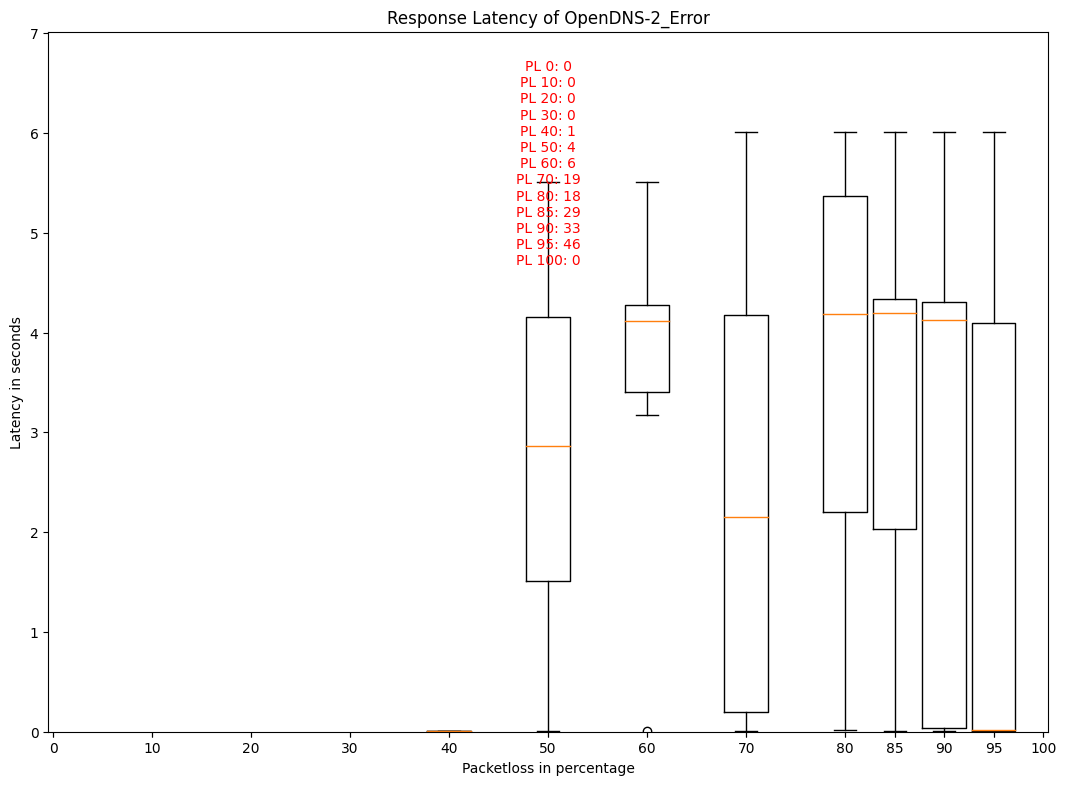 Response Latency of OpenDNS-2_Error
7
6
5
4
3
2
1
0
Latency in seconds
PL 0: 0
PL 10: 0
PL 20: 0
PL 30: 0
PL 40: 1
PL 50: 4
PL 60: 6
PL 70: 19
PL 80: 18
PL 85: 29
PL 90: 33
PL 95: 46
PL 100: 0
0 10 20 30 40 50 60 70 80 85 90 95 100
Packetloss in percentage